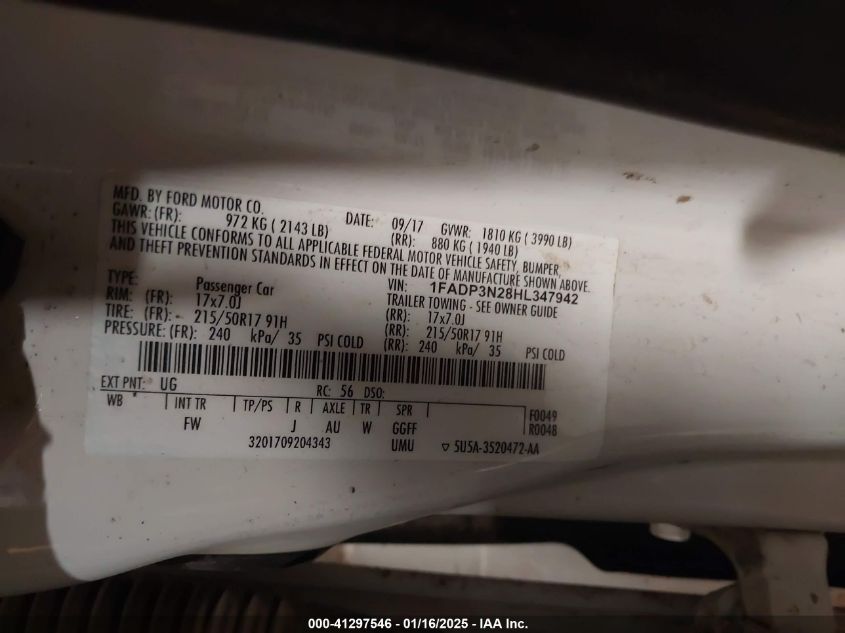 MFD. BY FORD MOTOR CO.
DATE: 09/17 GVWR: 1810 KG ( 3990 LB)
GAWR: (FR): 972 KG ( 2143 LB) (RR): 880 KG ( 1940 LB)
THIS VEHICLE CONFORMS TO ALL APPLICABLE FEDERAL MOTOR VEHICLE SAFETY, BUMPER,
AND THEFT PREVENTION STANDARDS IN EFFECT ON THE DATE OF MANUFACTURE SHOWN ABOVE.
VIN: 1FADP3N28HL347942
TYPE: Passenger Car TRAILER TOWING - SEE OWNER GUIDE
RIM: (FR): 17x7.0J (RR): 17x7.0J
TIRE: (FR): 215/50R17 91H (RR): 215/50R17 91H
PRESSURE: (FR): 240 kPa/ 35 PSI COLD (RR): 240 kPa/ 35 PSI COLD
EXT PNT: UG RC: 56 DSO:
WB INT TR TP/PS R AXLE TR SPR F0049
FW J AU W GGFF R0048
3201709204343 UMU ▽ 5U5A-3520472-AA
000-41297546 - 01/16/2025 - IAA Inc.